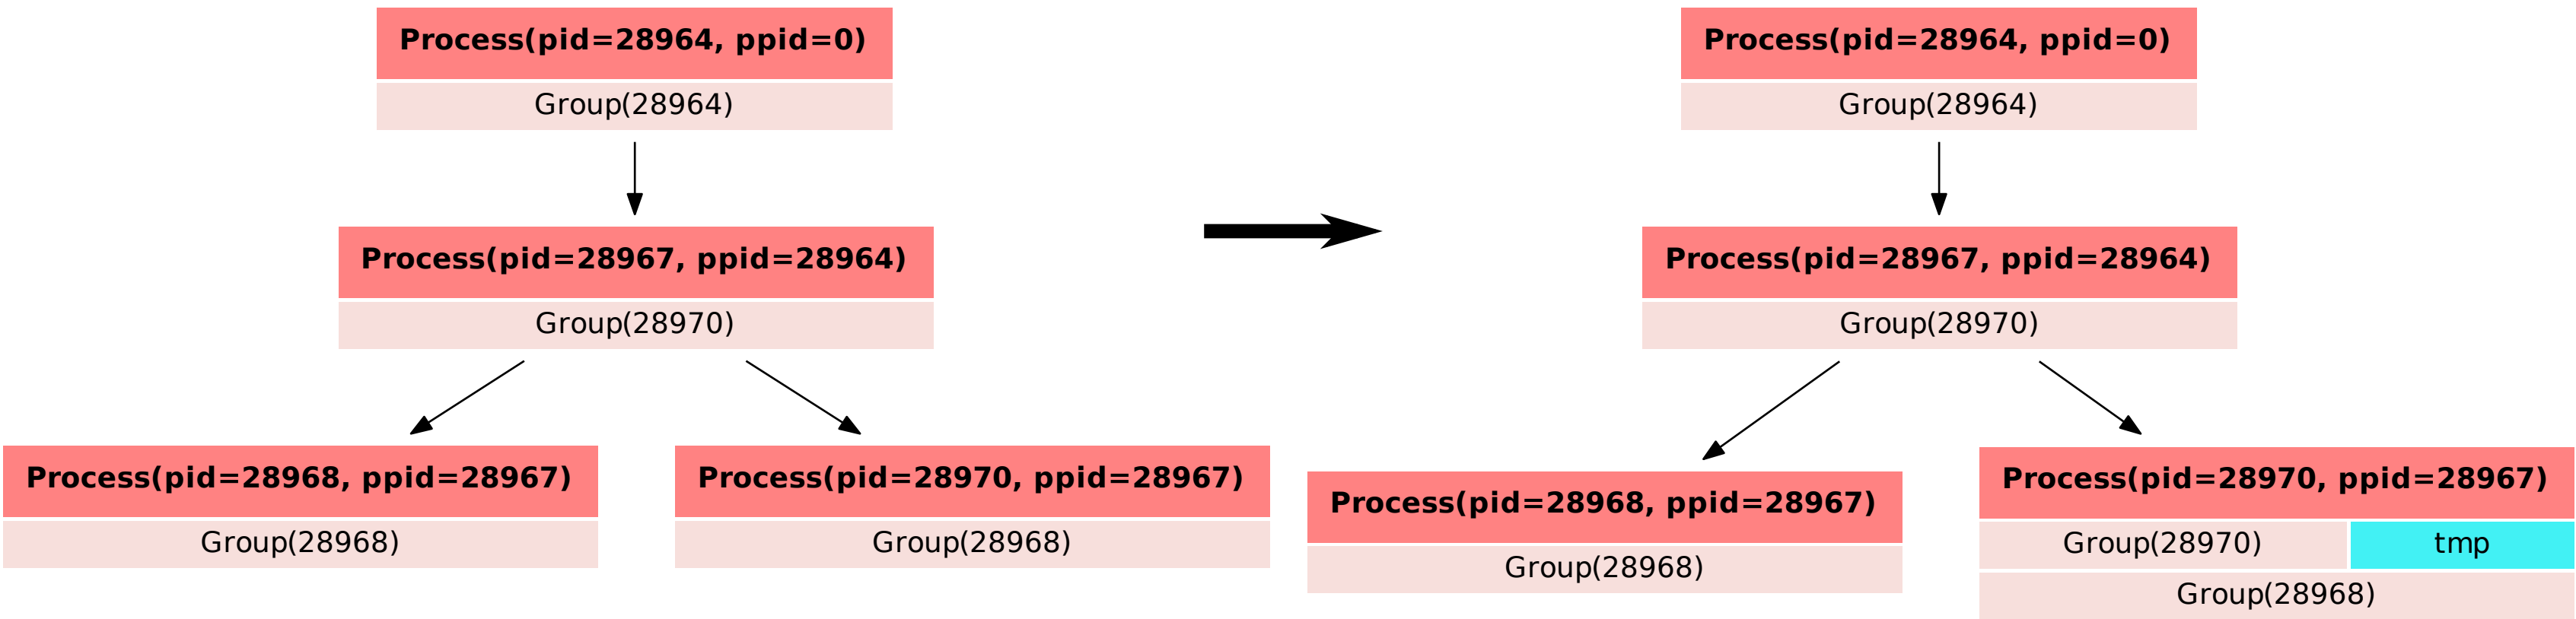 Process(pid=28964, ppid=0)
Group(28964)
Process(pid=28967, ppid=28964)
Group(28970)
Process(pid=28968, ppid=28967)
Group(28968)
Process(pid=28970, ppid=28967)
Group(28968)
Process(pid=28964, ppid=0)
Group(28964)
Process(pid=28967, ppid=28964)
Group(28970)
Process(pid=28968, ppid=28967)
Group(28968)
Process(pid=28970, ppid=28967)
Group(28970) tmp
Group(28968)